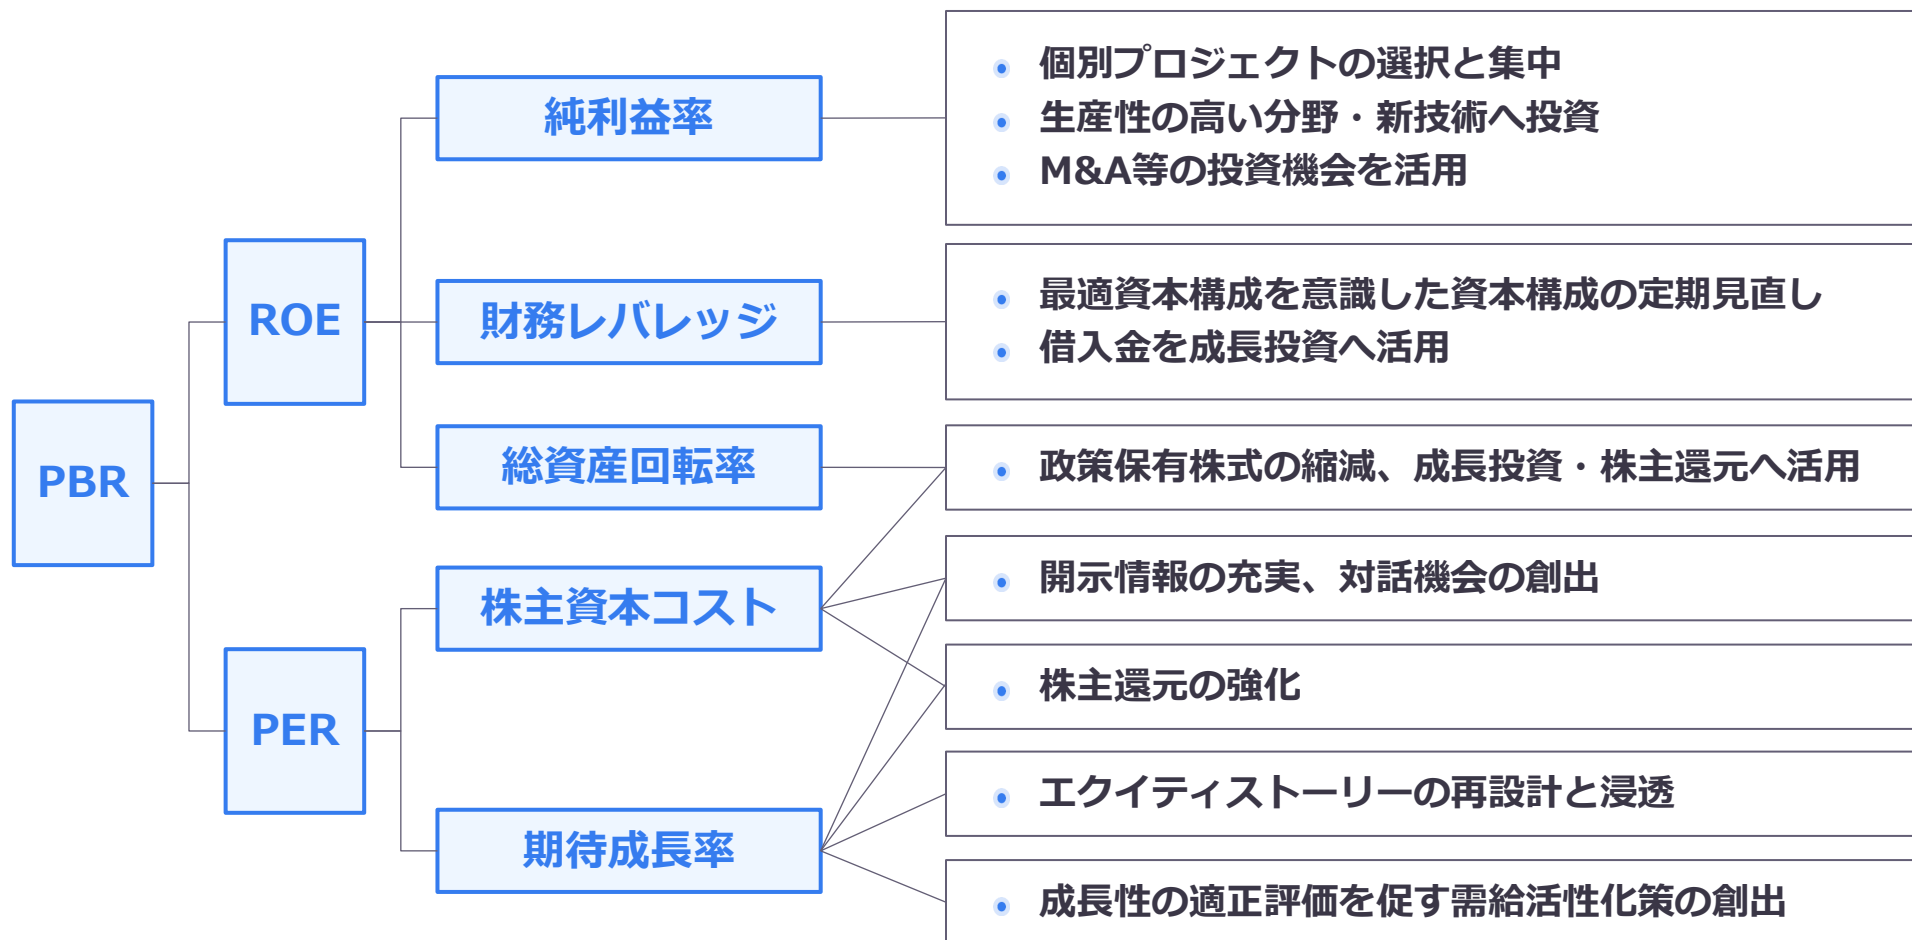 PBR
ROE
PER
純利益率
財務レバレッジ
総資産回転率
株主資本コスト
期待成長率
個別プロジェクトの選択と集中
生産性の高い分野・新技術へ投資
M&A等の投資機会を活用
最適資本構成を意識した資本構成の定期見直し
借入金を成長投資へ活用
政策保有株式の縮減、成長投資・株主還元へ活用
開示情報の充実、対話機会の創出
株主還元の強化
エクイティストーリーの再設計と浸透
成長性の適正評価を促す需給活性化策の創出